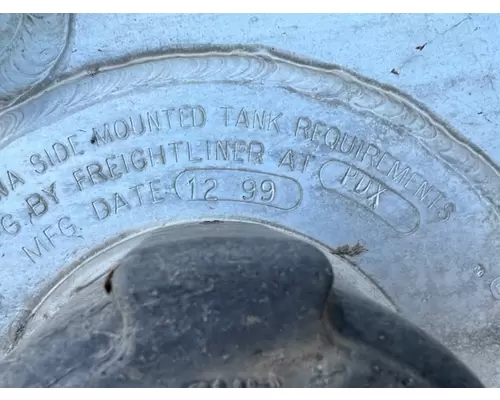 NA SIDE MOUNTED TANK REQUIREMENTS
G BY FREIGHTLINER AT PDX
MFG. DATE 12 99